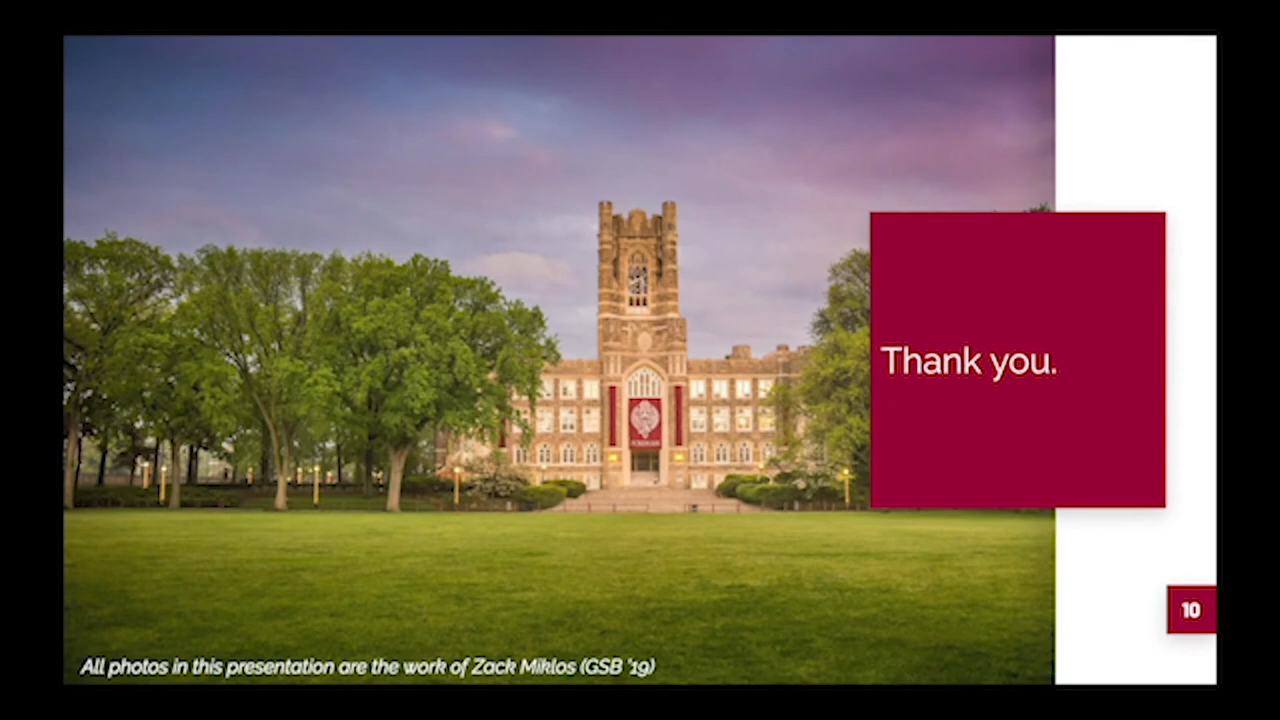 Thank you.
10
All photos in this presentation are the work of Zack Miklos (GSB '19)